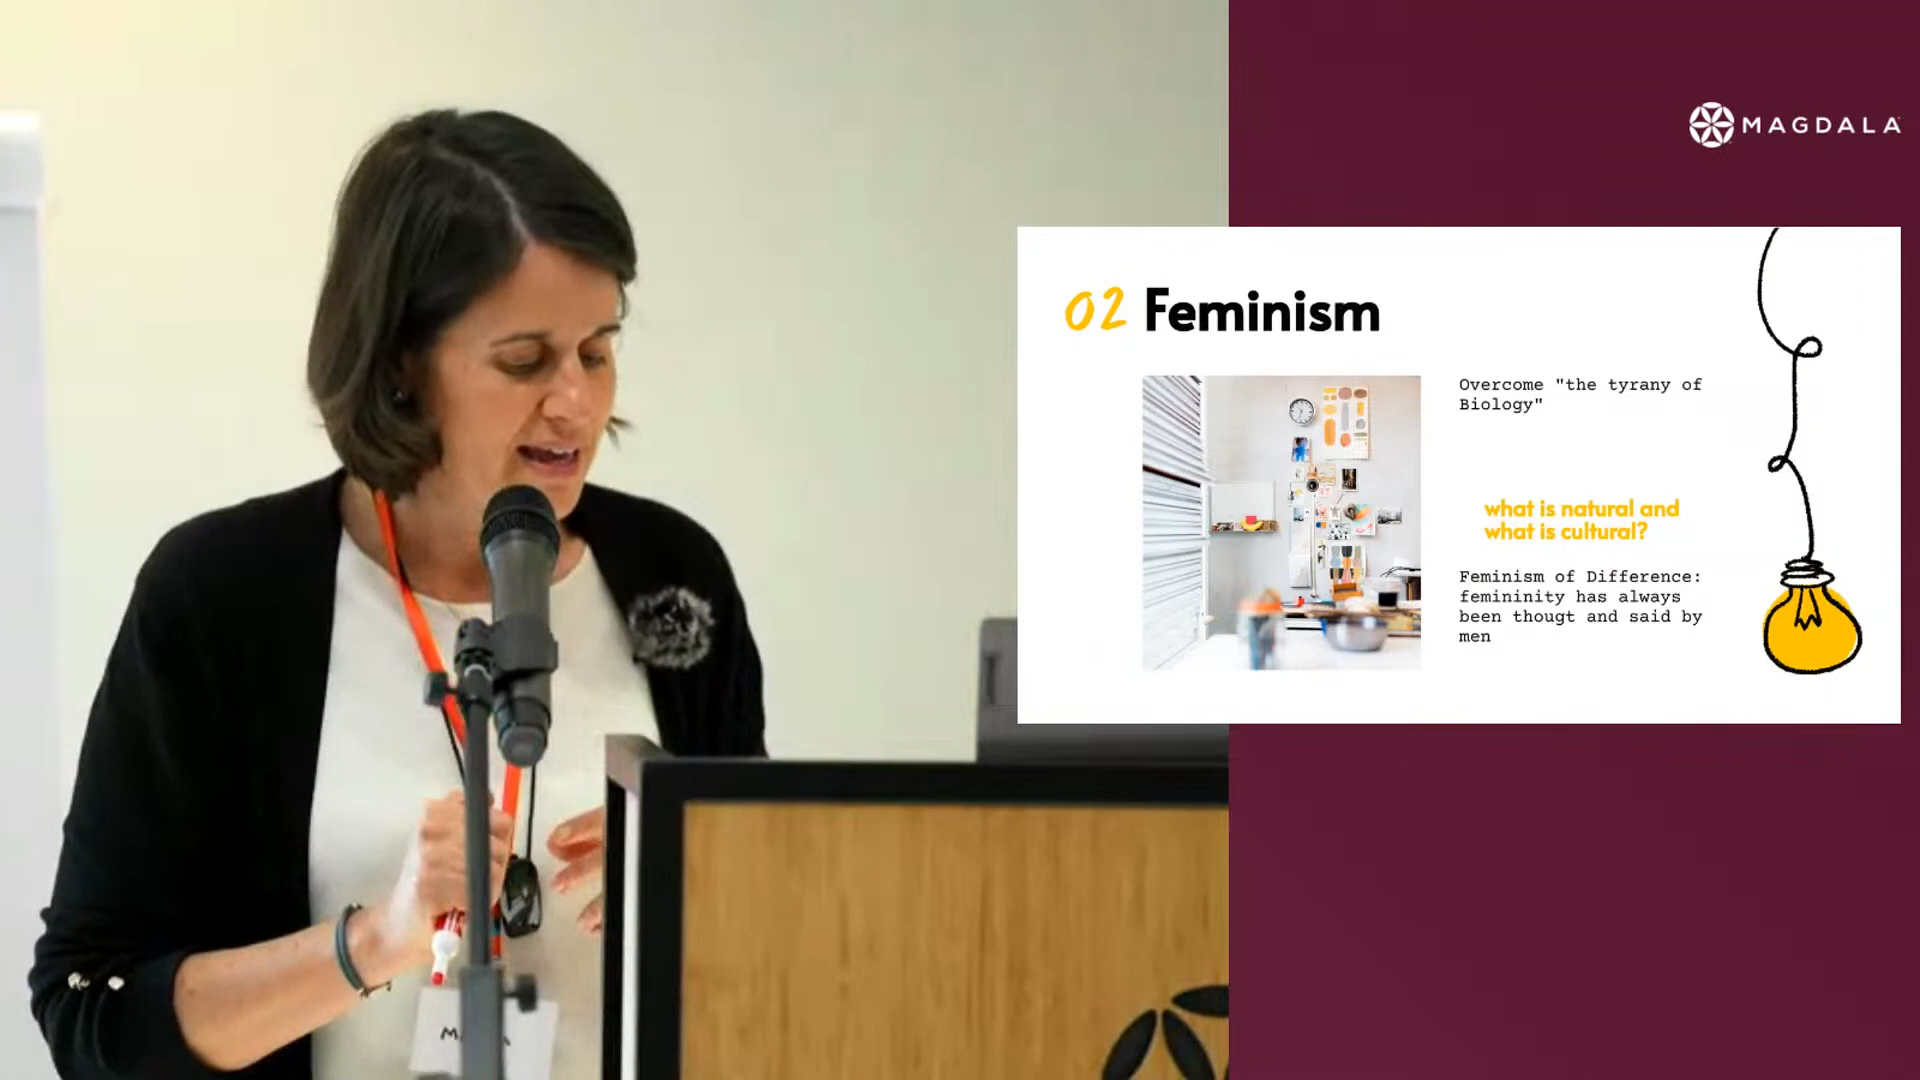 MAGDALA
02 Feminism
Overcome "the tyrany of
Biology"
what is natural and
what is cultural?
Feminism of Difference:
femininity has always
been thougt and said by
men